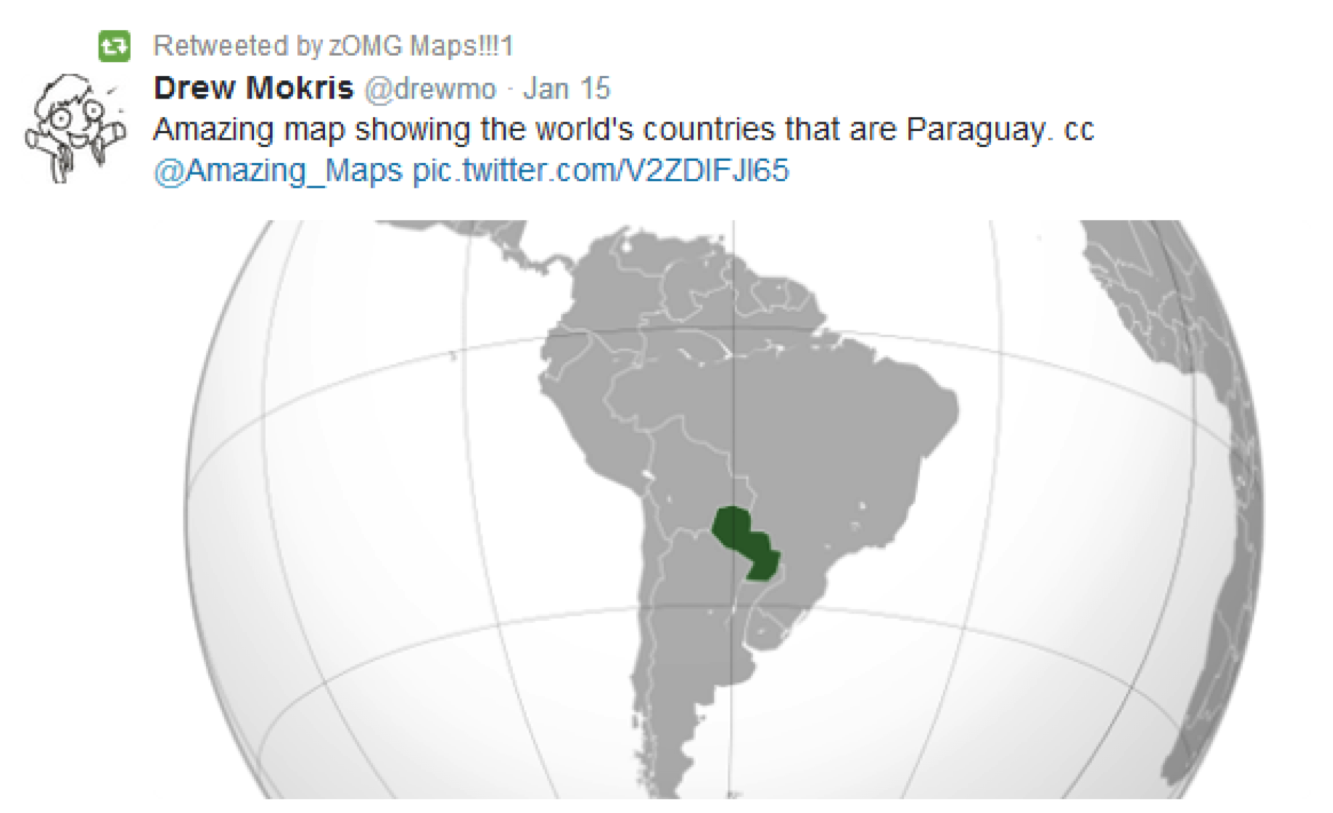 Retweeted by zOMG Maps!!!1
Drew Mokris @drewmo · Jan 15
Amazing map showing the world's countries that are Paraguay. cc
@Amazing_Maps pic.twitter.com/V2ZDIFJl65